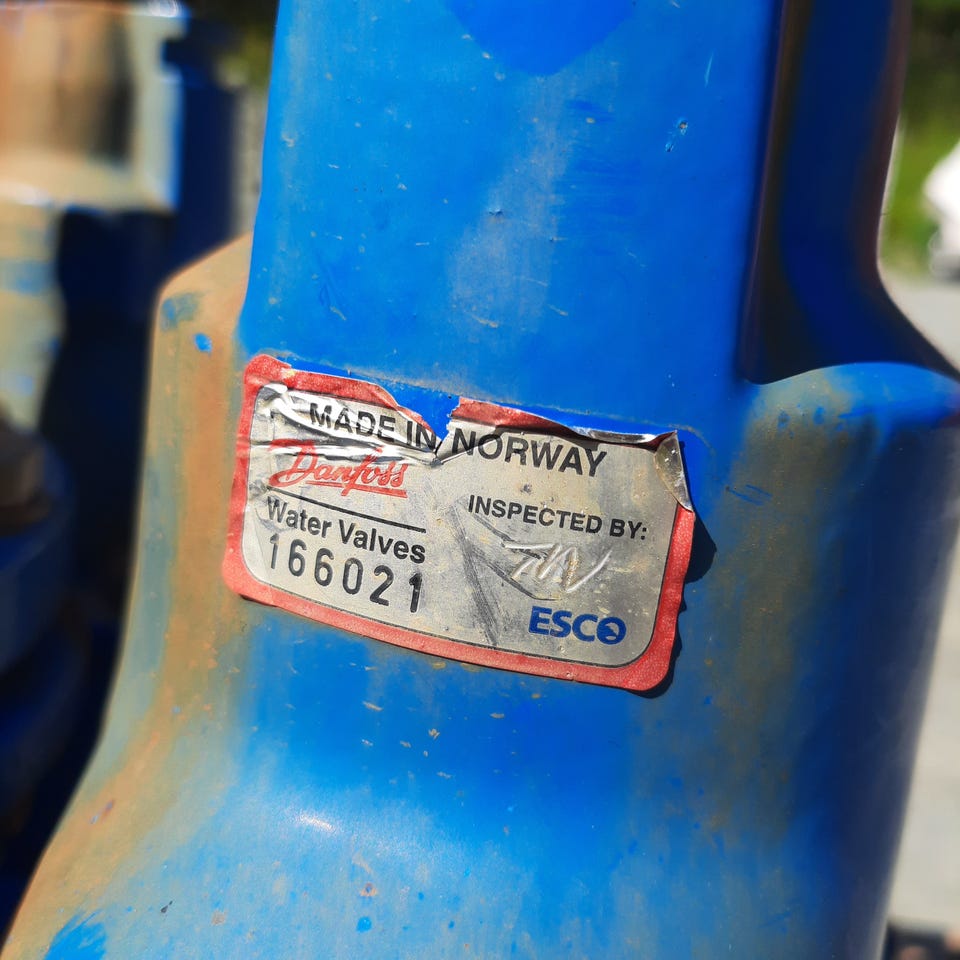 MADE IN NORWAY
Danfoss
Water Valves
166021
INSPECTED BY:
ESCO